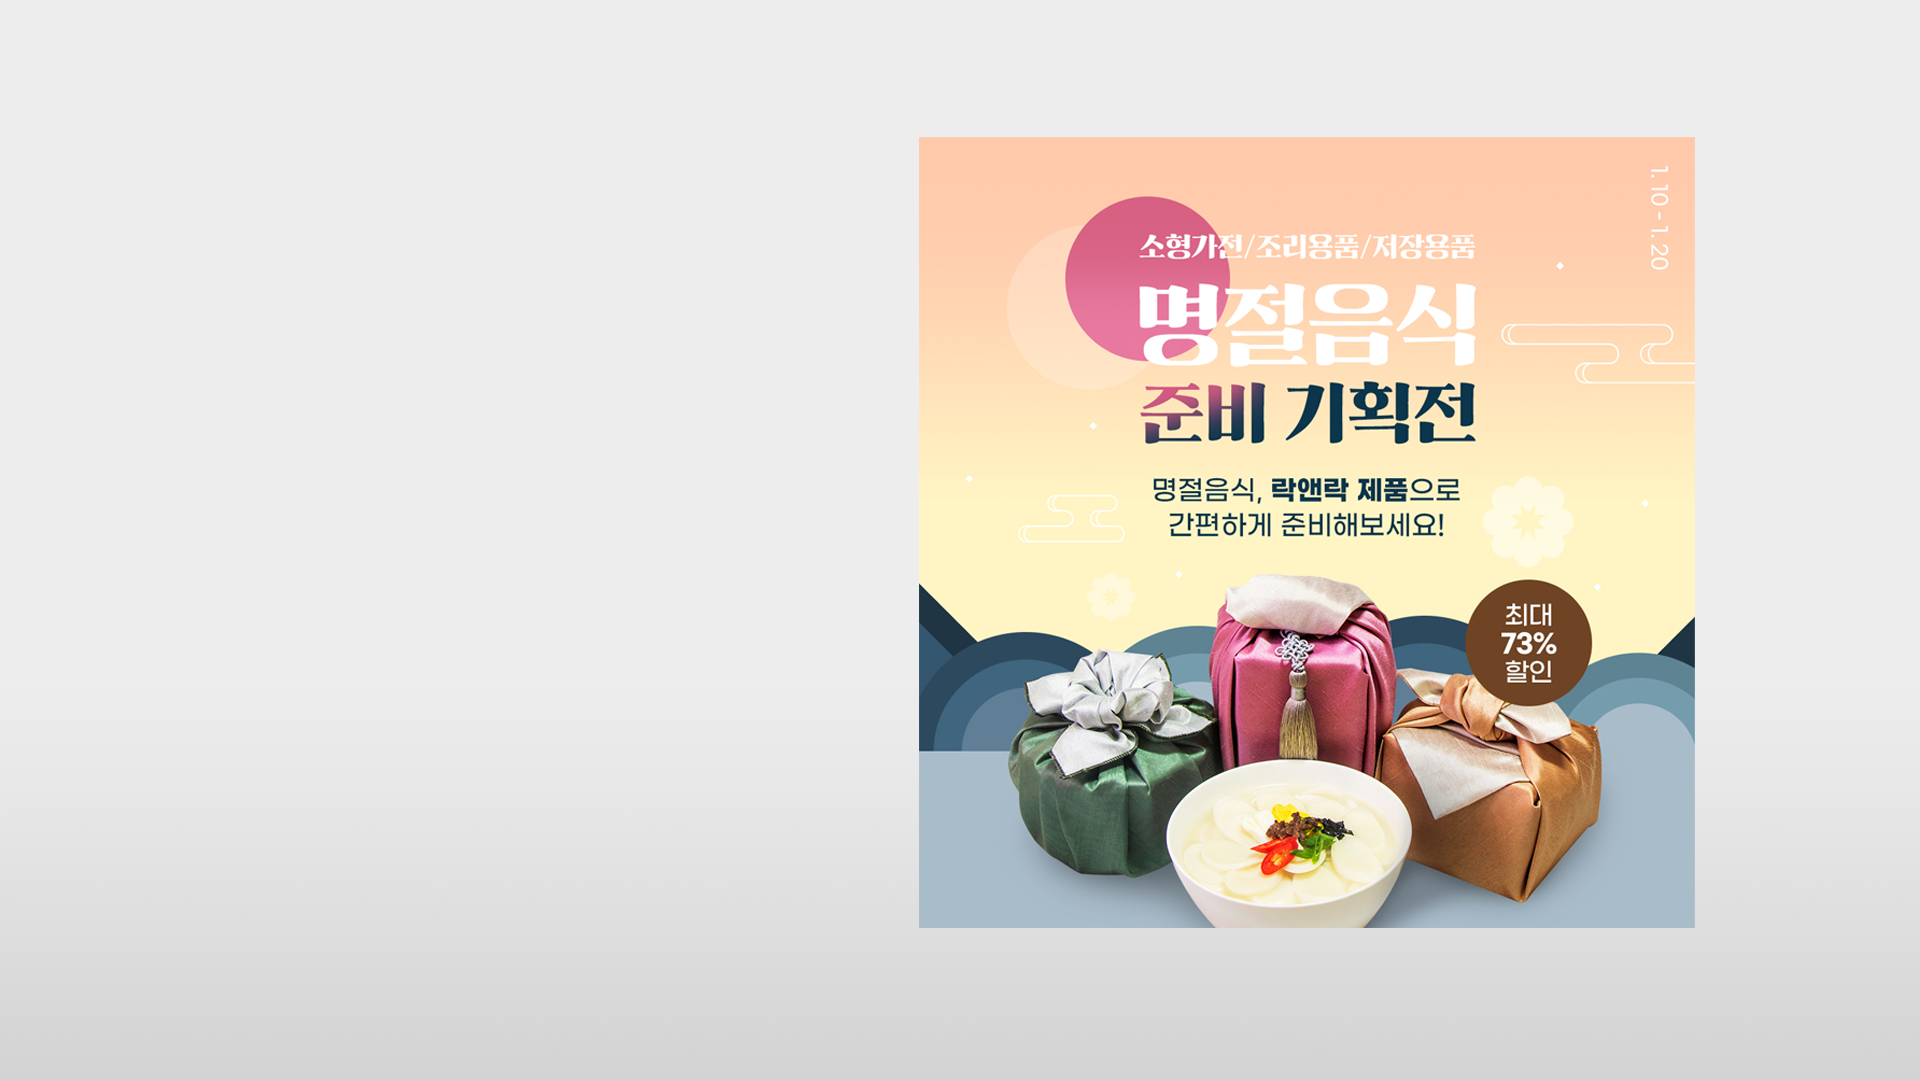 1. 10 - 1. 20
소형가전/조리용품/저장용품
명절음식
준비 기획전
명절음식, 락앤락 제품으로
간편하게 준비해보세요!
최대
73%
할인